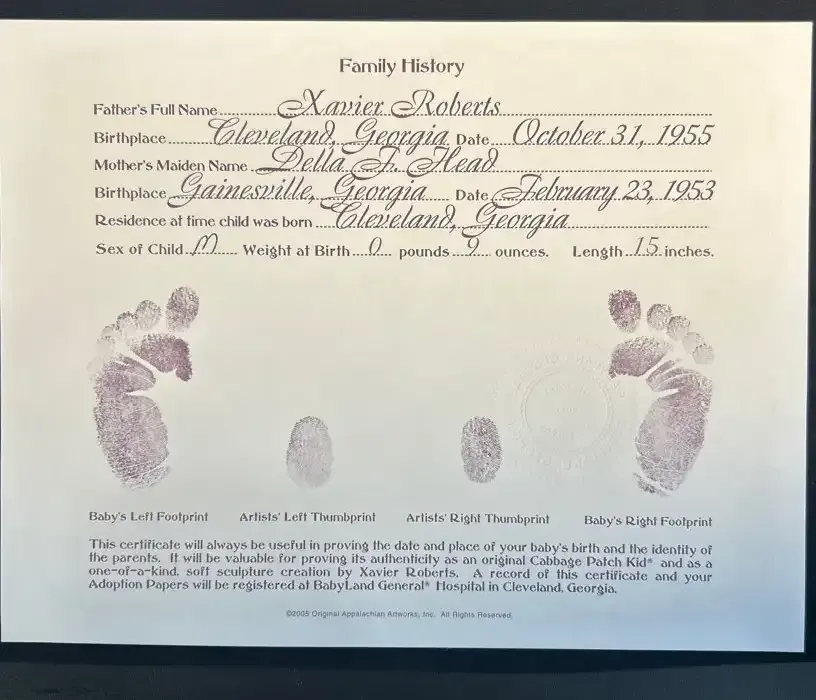 Family History
Father's Full Name Xavier Roberts
Birthplace Cleveland, Georgia Date October 31, 1955
Mother's Maiden Name Della F. Head
Birthplace Gainesville, Georgia Date February 23, 1953
Residence at time child was born Cleveland, Georgia
Sex of Child M Weight at Birth 0 pounds 9 ounces. Length 15 inches.
Baby's Left Footprint Artists' Left Thumbprint Artists' Right Thumbprint Baby's Right Footprint
This certificate will always be useful in proving the date and place of your baby's birth and the identity of
the parents. It will be valuable for proving its authenticity as an original Cabbage Patch Kid® and as a
one-of-a-kind, soft sculpture creation by Xavier Roberts. A record of this certificate and your
Adoption Papers will be registered at BabyLand General® Hospital in Cleveland, Georgia.
©2005 Original Appalachian Artworks, Inc. All Rights Reserved.